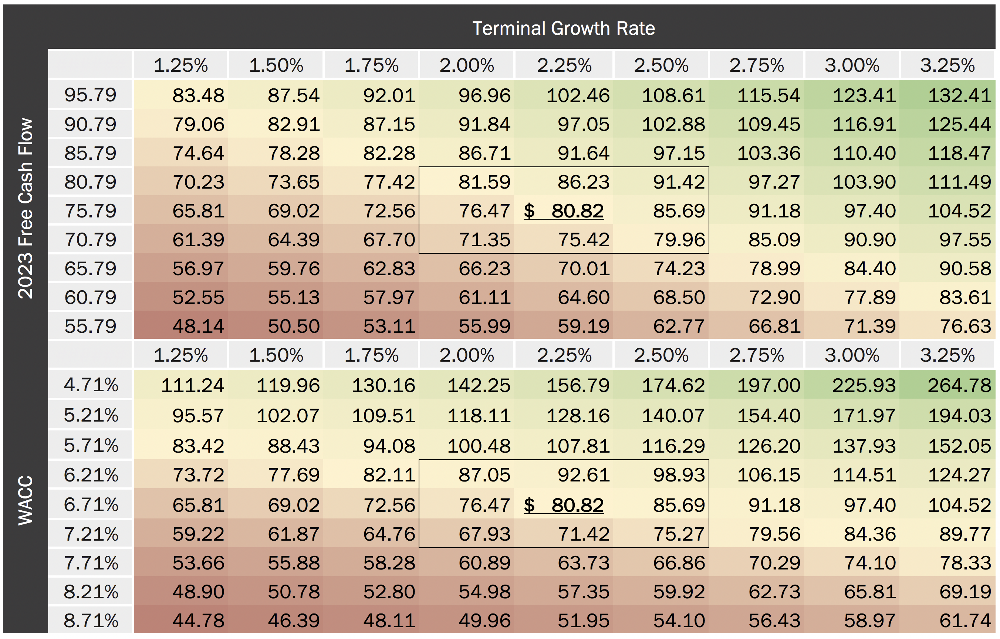 Terminal Growth Rate
1.25% 1.50% 1.75% 2.00% 2.25% 2.50% 2.75% 3.00% 3.25%
2023 Free Cash Flow
95.79 83.48 87.54 92.01 96.96 102.46 108.61 115.54 123.41 132.41
90.79 79.06 82.91 87.15 91.84 97.05 102.88 109.45 116.91 125.44
85.79 74.64 78.28 82.28 86.71 91.64 97.15 103.36 110.40 118.47
80.79 70.23 73.65 77.42 81.59 86.23 91.42 97.27 103.90 111.49
75.79 65.81 69.02 72.56 76.47 $ 80.82 85.69 91.18 97.40 104.52
70.79 61.39 64.39 67.70 71.35 75.42 79.96 85.09 90.90 97.55
65.79 56.97 59.76 62.83 66.23 70.01 74.23 78.99 84.40 90.58
60.79 52.55 55.13 57.97 61.11 64.60 68.50 72.90 77.89 83.61
55.79 48.14 50.50 53.11 55.99 59.19 62.77 66.81 71.39 76.63
1.25% 1.50% 1.75% 2.00% 2.25% 2.50% 2.75% 3.00% 3.25%
WACC
4.71% 111.24 119.96 130.16 142.25 156.79 174.62 197.00 225.93 264.78
5.21% 95.57 102.07 109.51 118.11 128.16 140.07 154.40 171.97 194.03
5.71% 83.42 88.43 94.08 100.48 107.81 116.29 126.20 137.93 152.05
6.21% 73.72 77.69 82.11 87.05 92.61 98.93 106.15 114.51 124.27
6.71% 65.81 69.02 72.56 76.47 $ 80.82 85.69 91.18 97.40 104.52
7.21% 59.22 61.87 64.76 67.93 71.42 75.27 79.56 84.36 89.77
7.71% 53.66 55.88 58.28 60.89 63.73 66.86 70.29 74.10 78.33
8.21% 48.90 50.78 52.80 54.98 57.35 59.92 62.73 65.81 69.19
8.71% 44.78 46.39 48.11 49.96 51.95 54.10 56.43 58.97 61.74